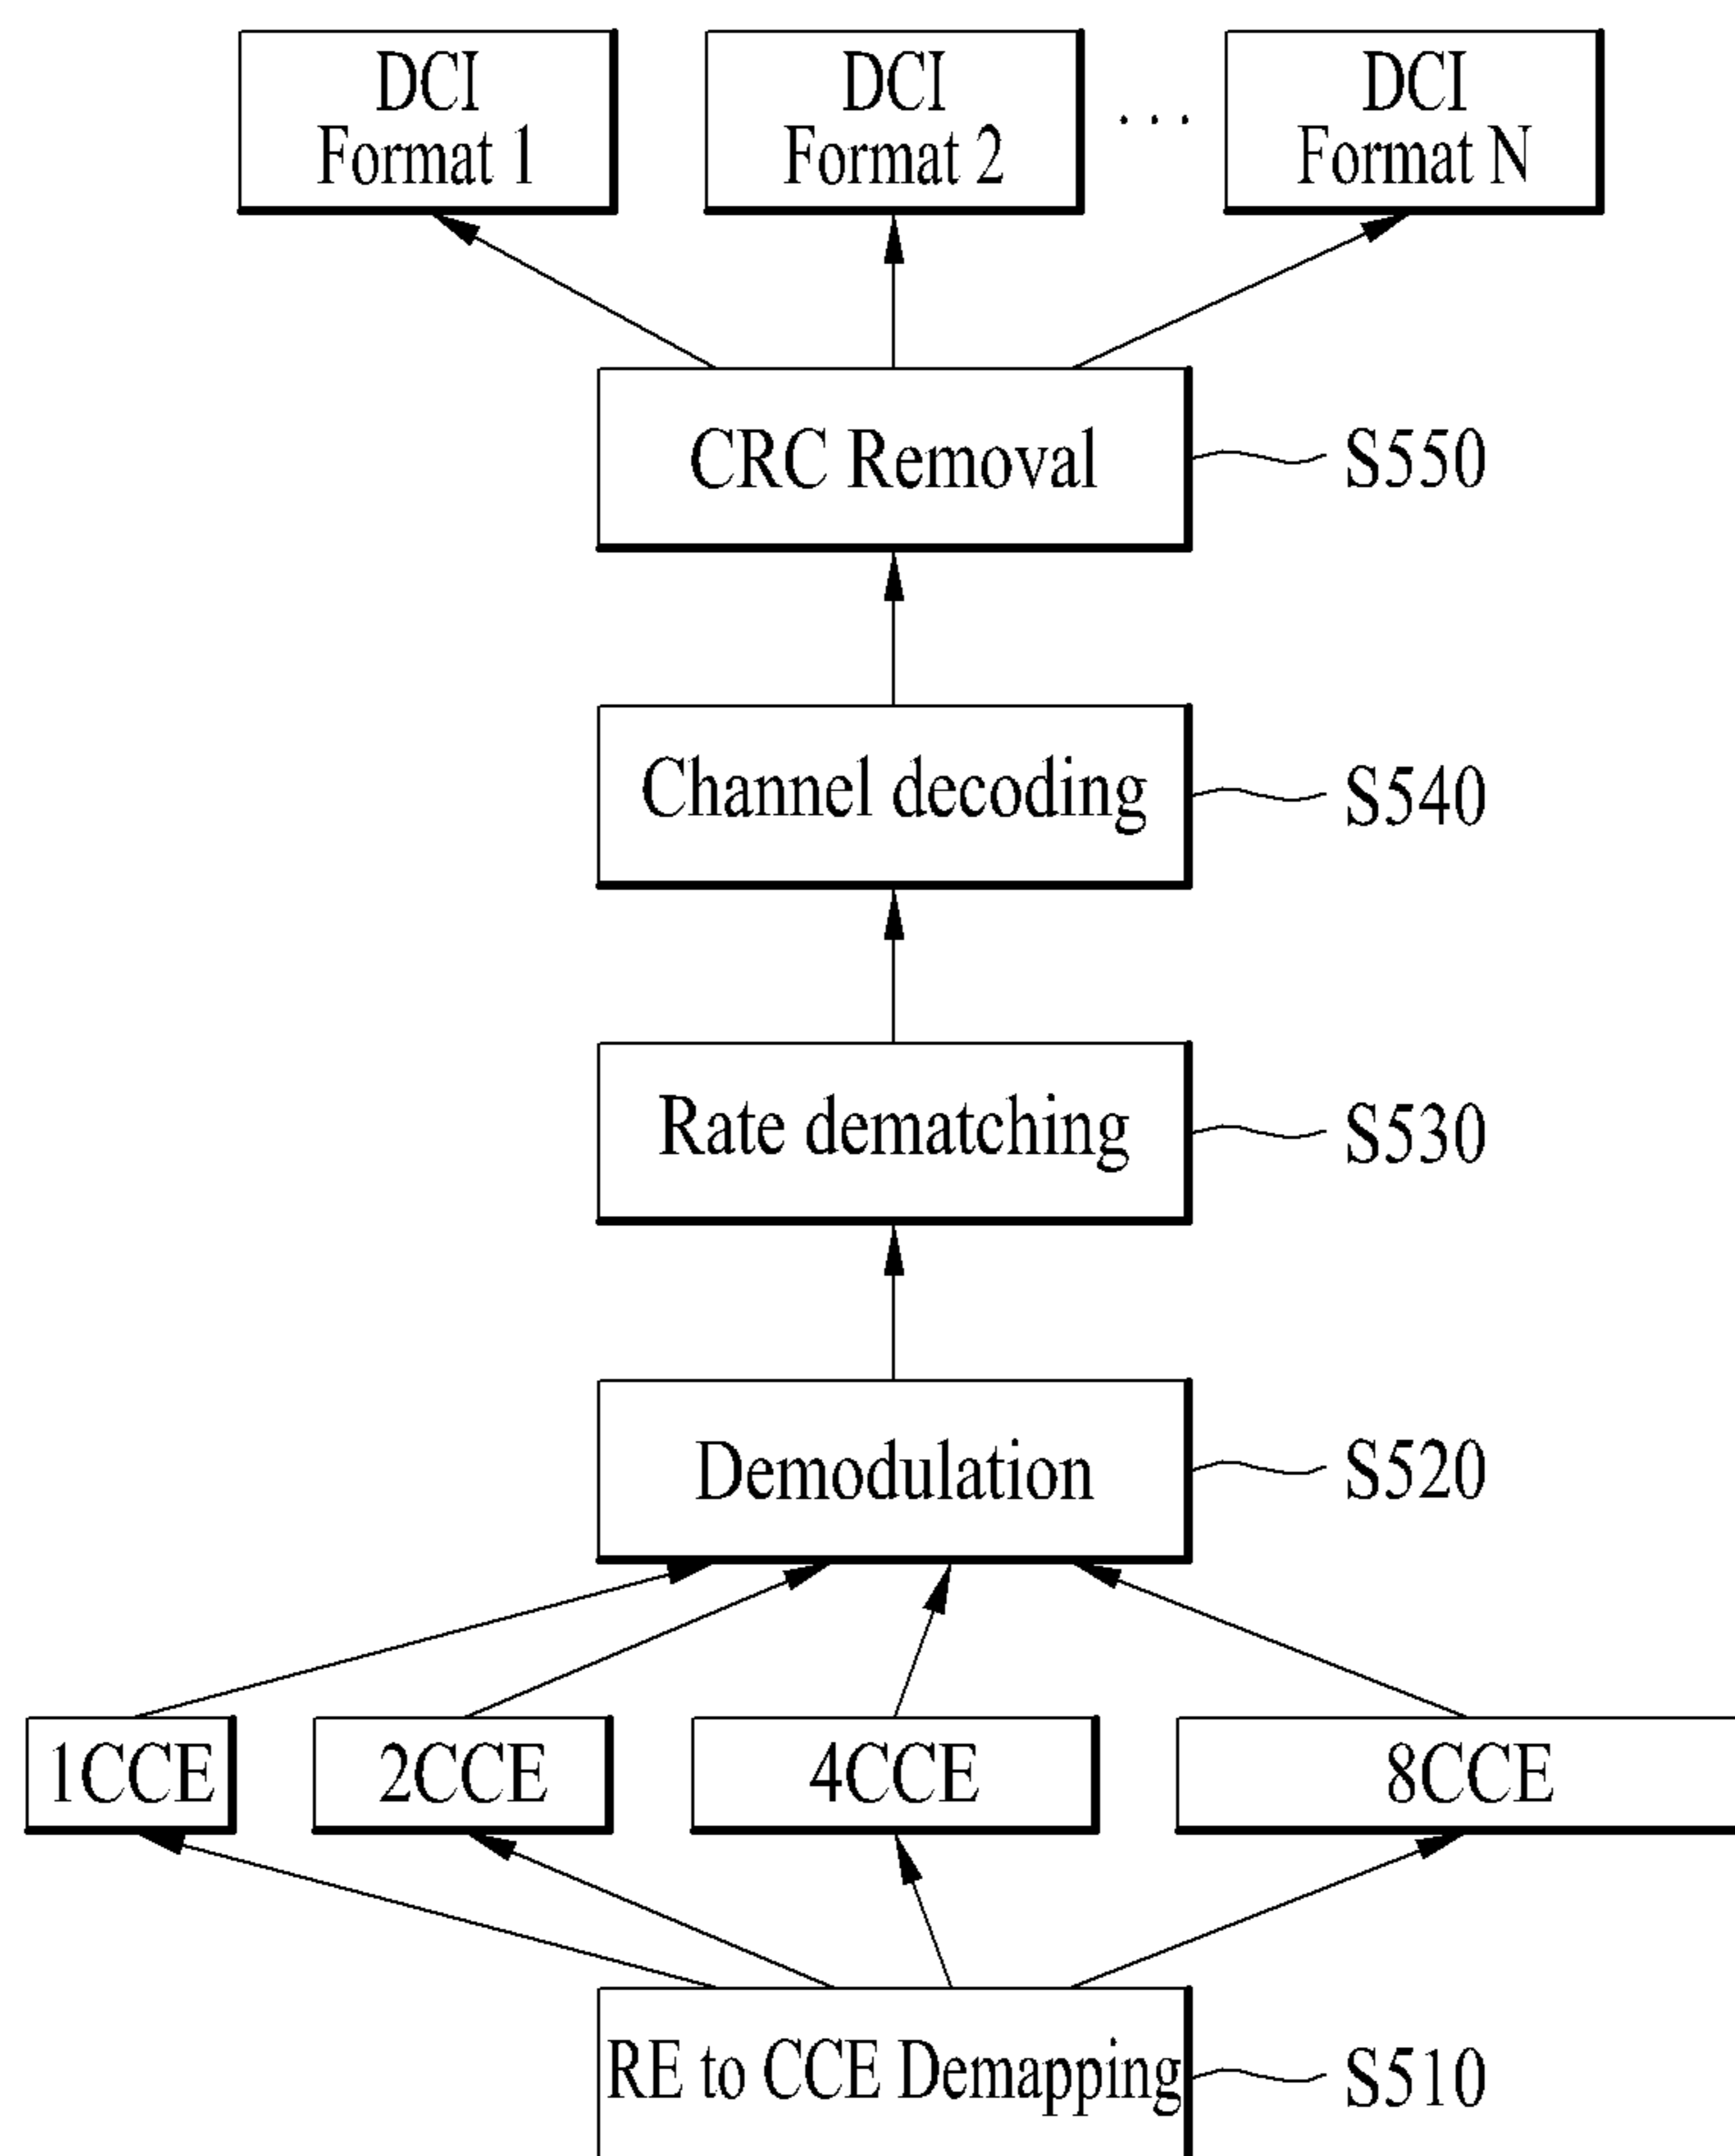 DCI
Format 1
DCI
Format 2
. . .
DCI
Format N
CRC Removal
S550
Channel decoding
S540
Rate dematching
S530
Demodulation
S520
1CCE
2CCE
4CCE
8CCE
RE to CCE Demapping
S510